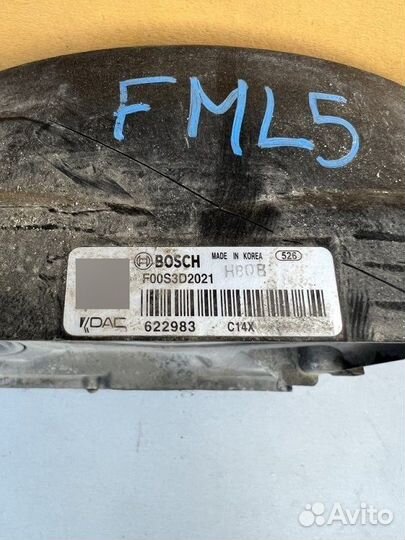 FML5
BOSCH MADE IN KOREA 526
F00S3D2021 H80B
KDAC 622983 C14X
Avito